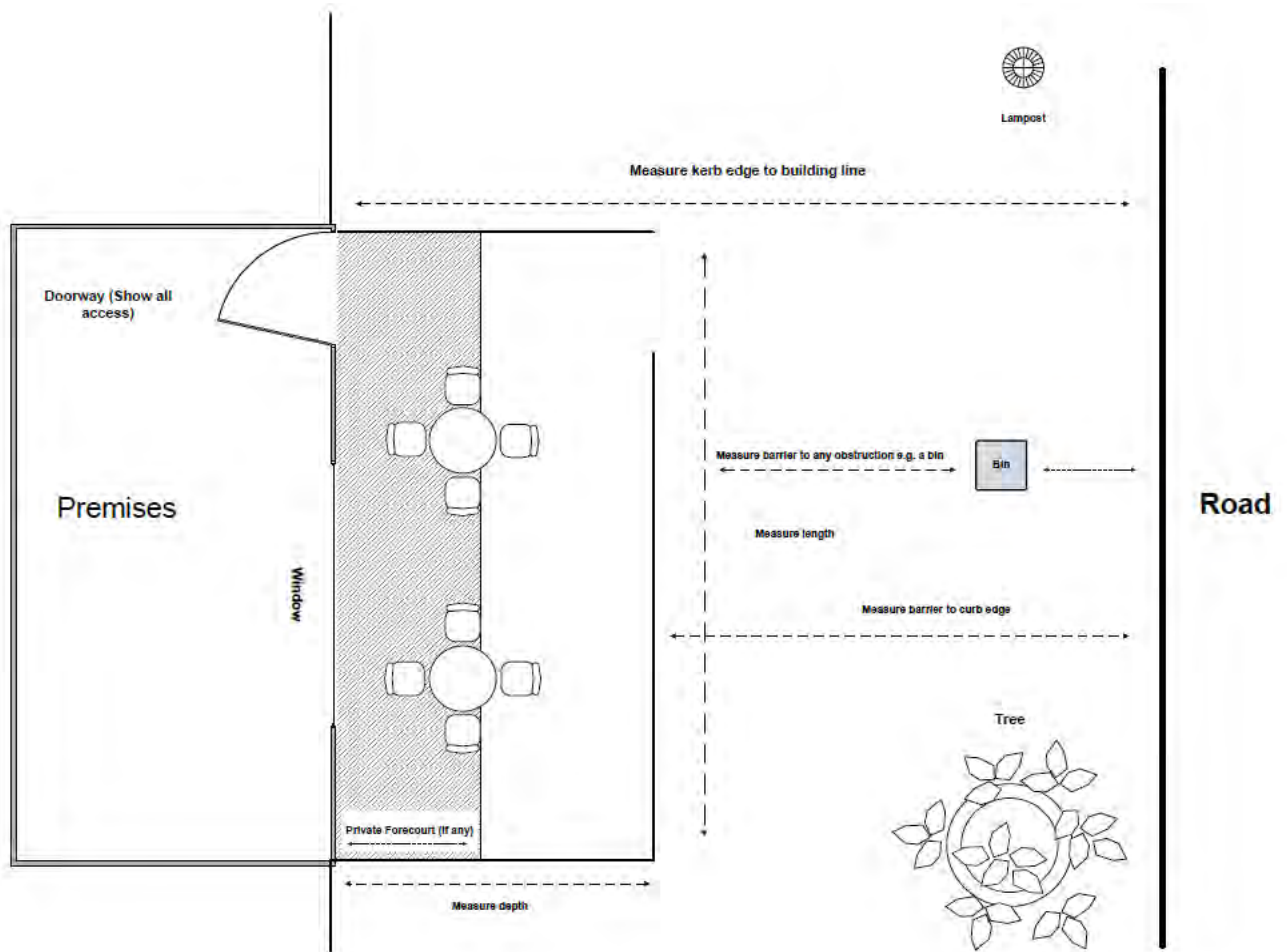 Lampost
Measure kerb edge to building line
Doorway (Show all
access)
Measure barrier to any obstruction e.g. a bin
Bin
Premises
Road
Measure length
Window
Measure barrier to curb edge
Tree
Private Forecourt (if any)
Measure depth